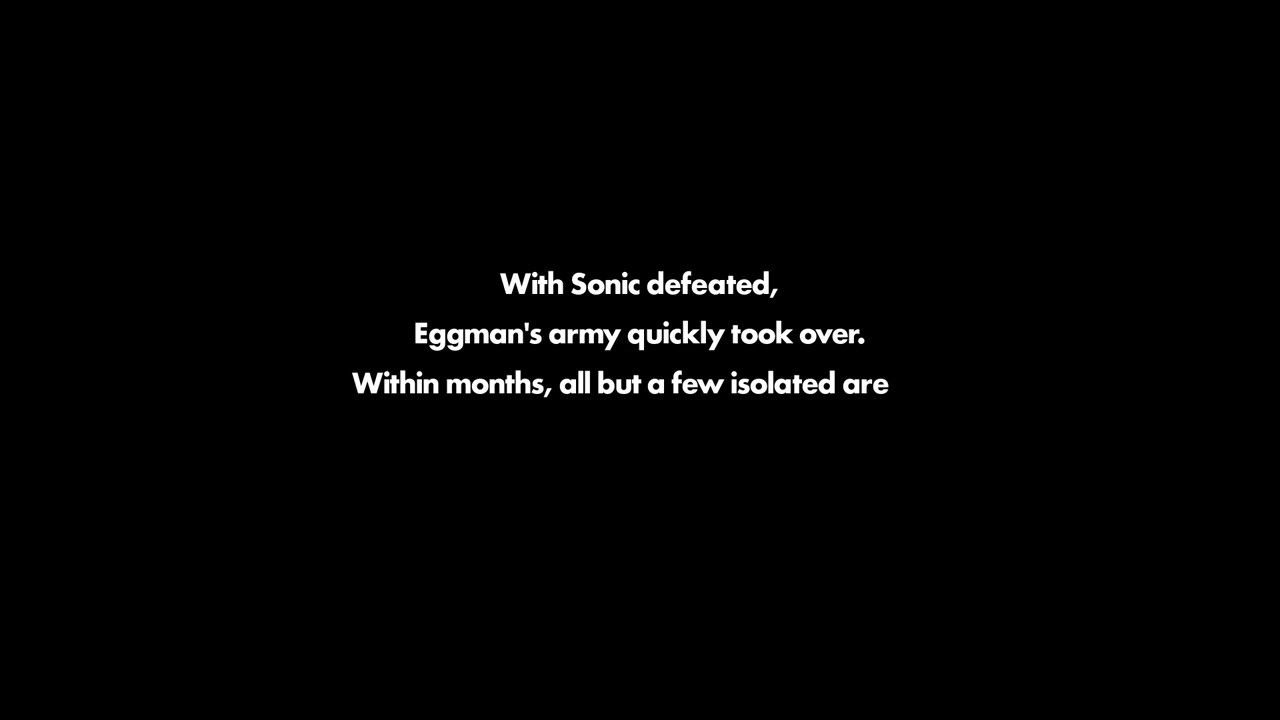 With Sonic defeated,
Eggman's army quickly took over.
Within months, all but a few isolated are